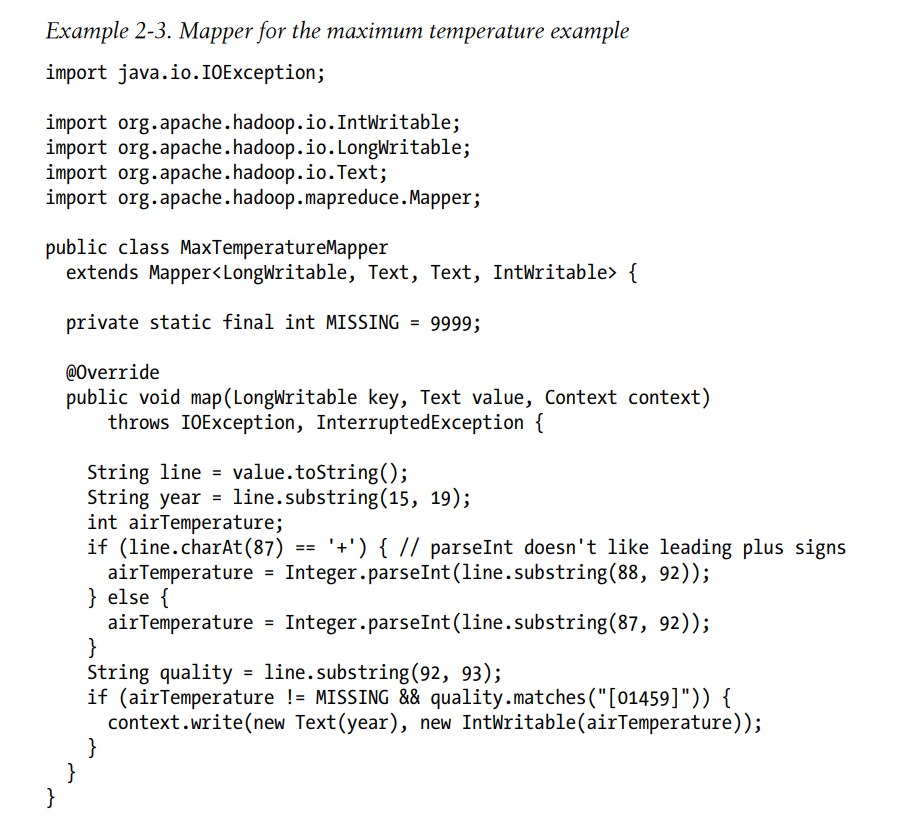 Example 2-3. Mapper for the maximum temperature example
import java.io.IOException;
import org.apache.hadoop.io.IntWritable;
import org.apache.hadoop.io.LongWritable;
import org.apache.hadoop.io.Text;
import org.apache.hadoop.mapreduce.Mapper;
public class MaxTemperatureMapper
  extends Mapper<LongWritable, Text, Text, IntWritable> {
  private static final int MISSING = 9999;
  @Override
  public void map(LongWritable key, Text value, Context context)
      throws IOException, InterruptedException {
    String line = value.toString();
    String year = line.substring(15, 19);
    int airTemperature;
    if (line.charAt(87) == '+') { // parseInt doesn't like leading plus signs
      airTemperature = Integer.parseInt(line.substring(88, 92));
    } else {
      airTemperature = Integer.parseInt(line.substring(87, 92));
    }
    String quality = line.substring(92, 93);
    if (airTemperature != MISSING && quality.matches("[01459]")) {
      context.write(new Text(year), new IntWritable(airTemperature));
    }
  }
}